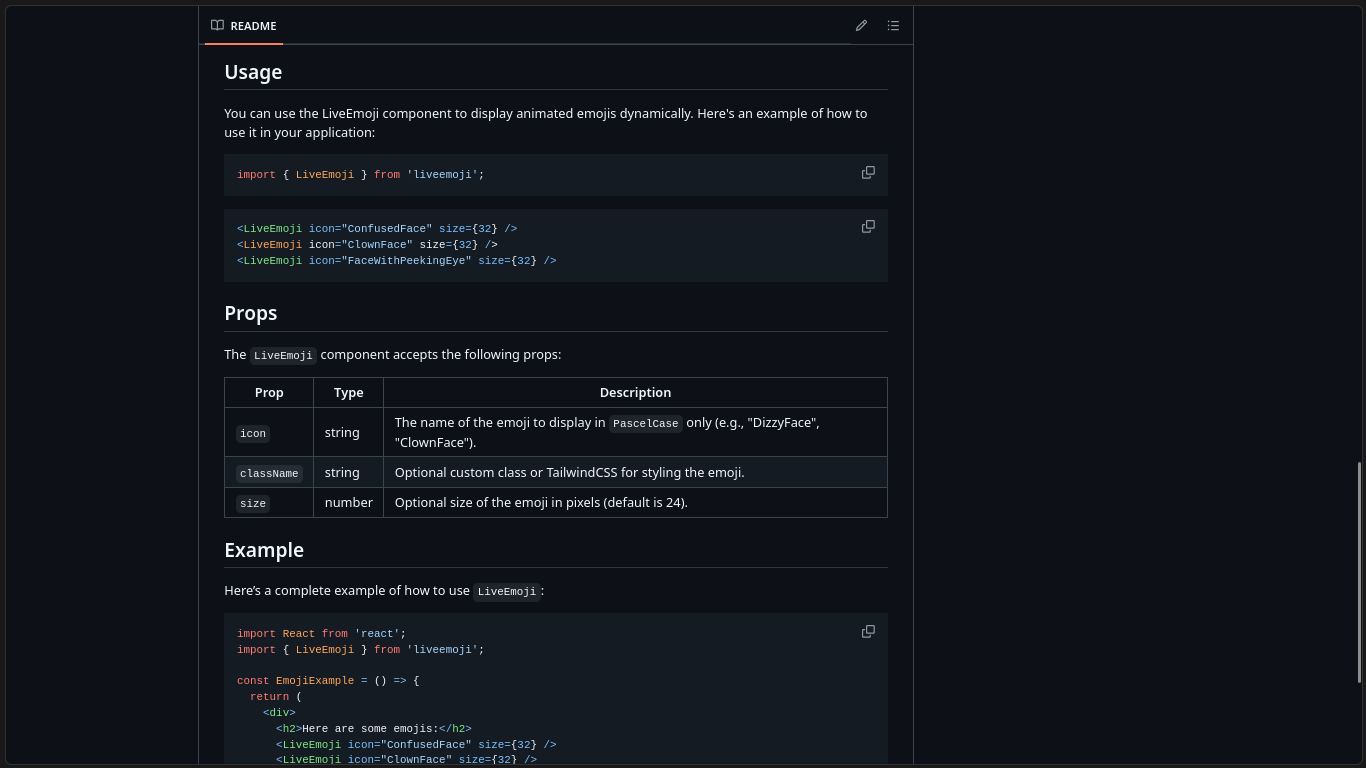 README
Usage
You can use the LiveEmoji component to display animated emojis dynamically. Here's an example of how to
use it in your application:
import { LiveEmoji } from 'liveemoji';
<LiveEmoji icon="ConfusedFace" size={32} />
<LiveEmoji icon="ClownFace" size={32} />
<LiveEmoji icon="FaceWithPeekingEye" size={32} />
Props
The LiveEmoji component accepts the following props:
Prop Type Description
icon string The name of the emoji to display in PascelCase only (e.g., "DizzyFace",
"ClownFace").
className string Optional custom class or TailwindCSS for styling the emoji.
size number Optional size of the emoji in pixels (default is 24).
Example
Here’s a complete example of how to use LiveEmoji:
import React from 'react';
import { LiveEmoji } from 'liveemoji';
const EmojiExample = () => {
return (
<div>
<h2>Here are some emojis:</h2>
<LiveEmoji icon="ConfusedFace" size={32} />
<LiveEmoji icon="ClownFace" size={32} />